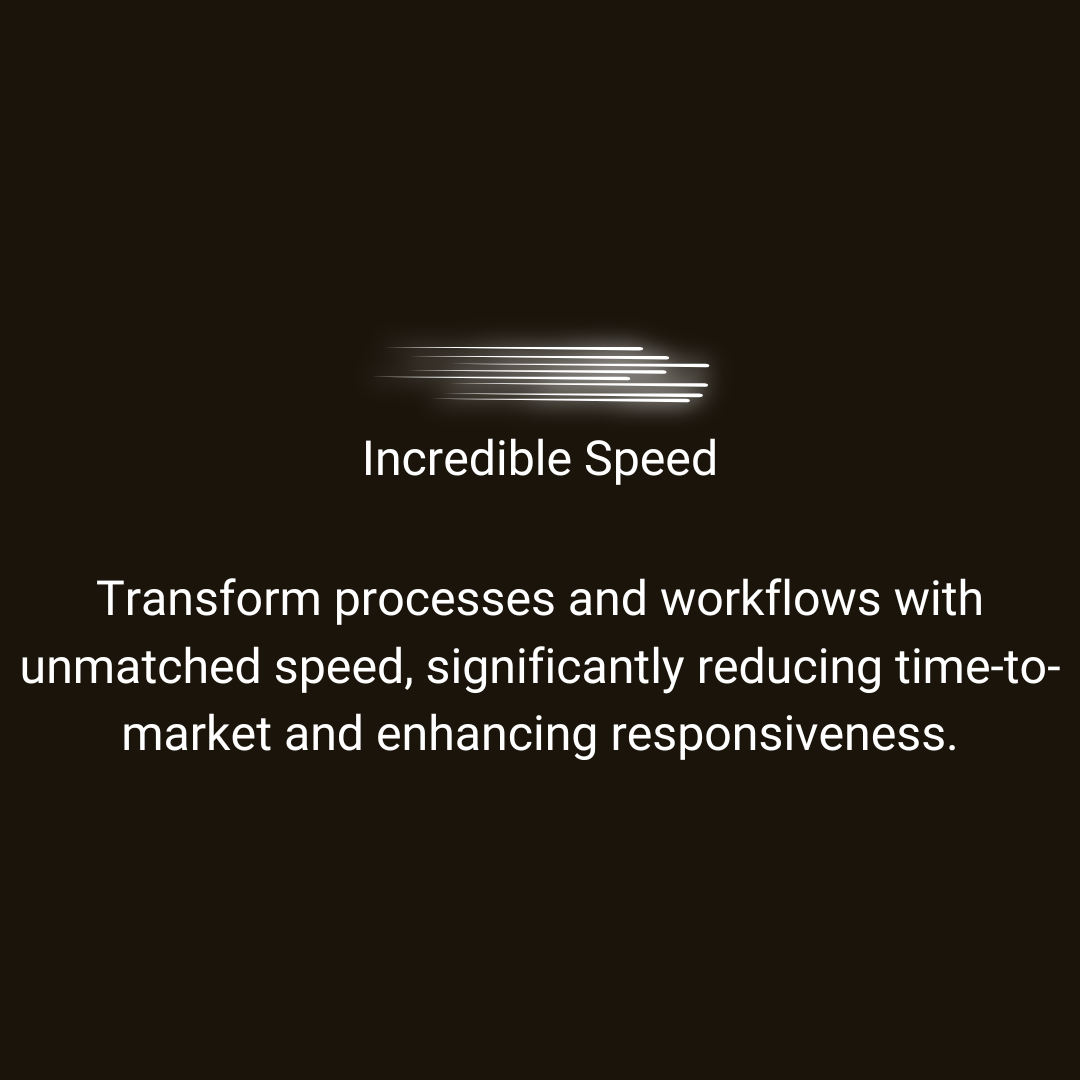 Incredible Speed
Transform processes and workflows with
unmatched speed, significantly reducing time-to-
market and enhancing responsiveness.